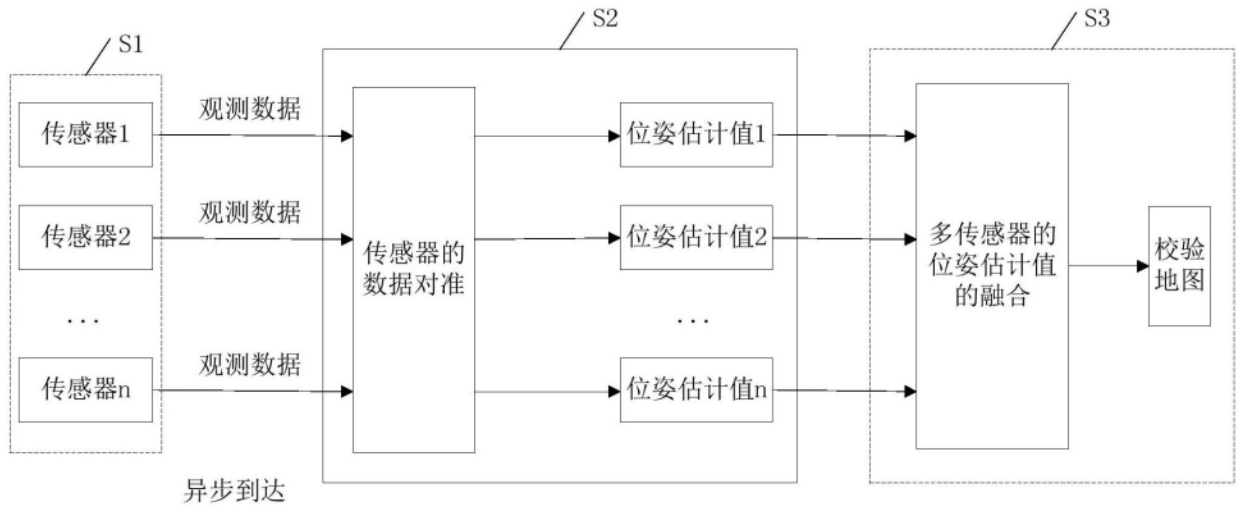 S1
S2
S3
传感器1
观测数据
位姿估计值1
传感器2
观测数据
传感器的
数据对准
位姿估计值2
多传感器的
位姿估计值
的融合
校验
地图
...
...
传感器n
观测数据
位姿估计值n
异步到达